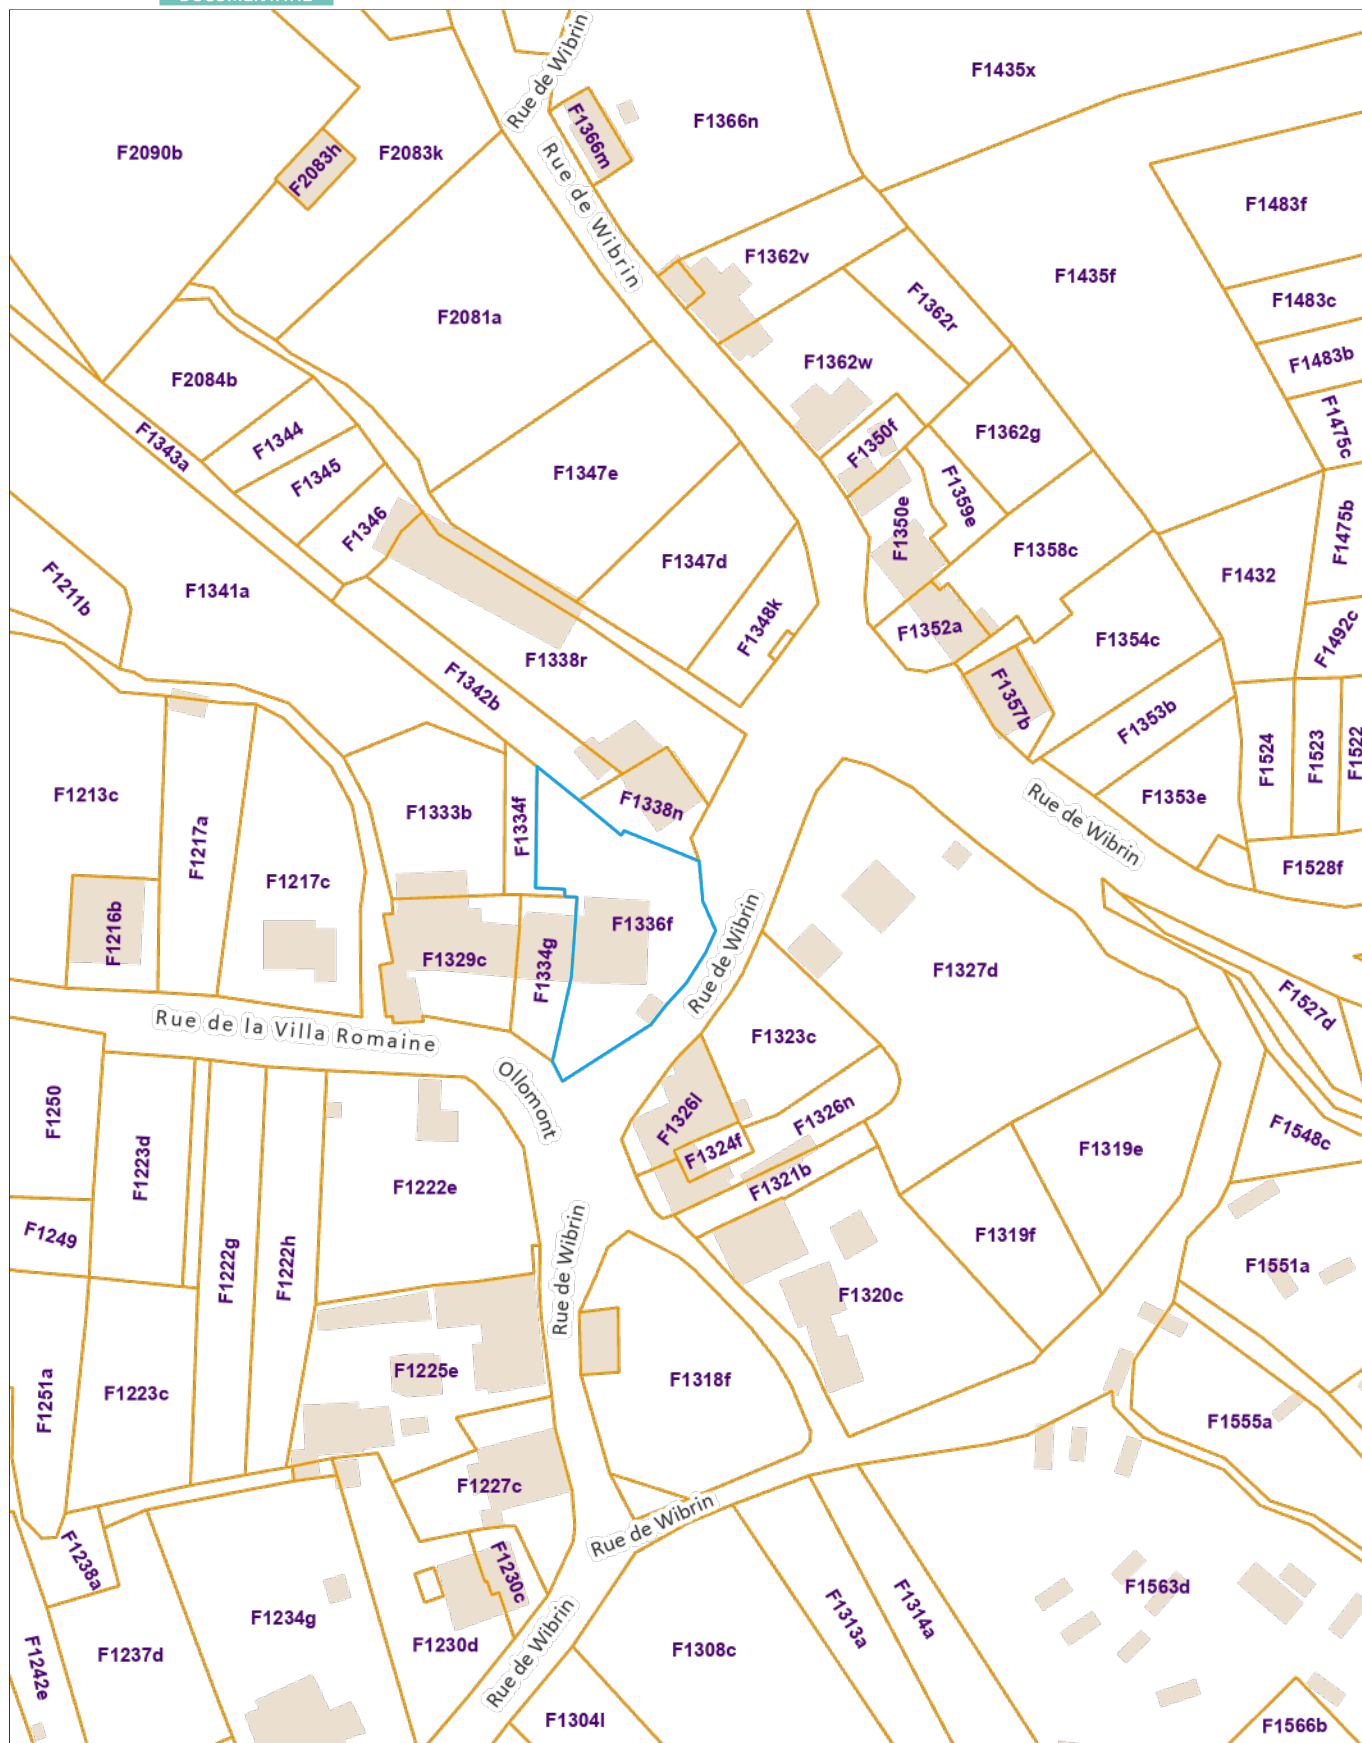 Rue de Wibrin
F1435x
F1366n
F1366m
F2090b
F2083k
F2083h
Rue de Wibrin
F1483f
F1362v
F1435f
F1483c
F1362r
F2081a
F1483b
F1362w
F2084b
F1475c
F1344
F1350f
F1362g
F1343a
F1345
F1347e
F1359e
F1475b
F1346
F1350e
F1358c
F1347d
F1432
F1211b
F1341a
F1348k
F1352a
F1354c
F1492c
F1338r
F1342b
F1357b
F1353b
F1524
F1523
F1522
F1213c
F1353e
F1338n
F1333b
F1334f
Rue de Wibrin
F1217a
F1528f
F1217c
F1336f
F1216b
F1329c
F1334g
Rue de Wibrin
F1327d
F1527d
Rue de la Villa Romaine
F1323c
Ollomont
F1250
F1326l
F1326n
F1548c
F1223d
F1324f
F1319e
F1222e
F1321b
F1249
F1319f
F1222g
F1222h
Rue de Wibrin
F1551a
F1320c
F1225e
F1318f
F1223c
F1251a
F1555a
F1227c
Rue de Wibrin
F1238a
F1230c
F1563d
F1234g
F1313a
F1314a
F1230d
F1308c
F1237d
F1242e
Rue de Wibrin
F1304l
F1566b